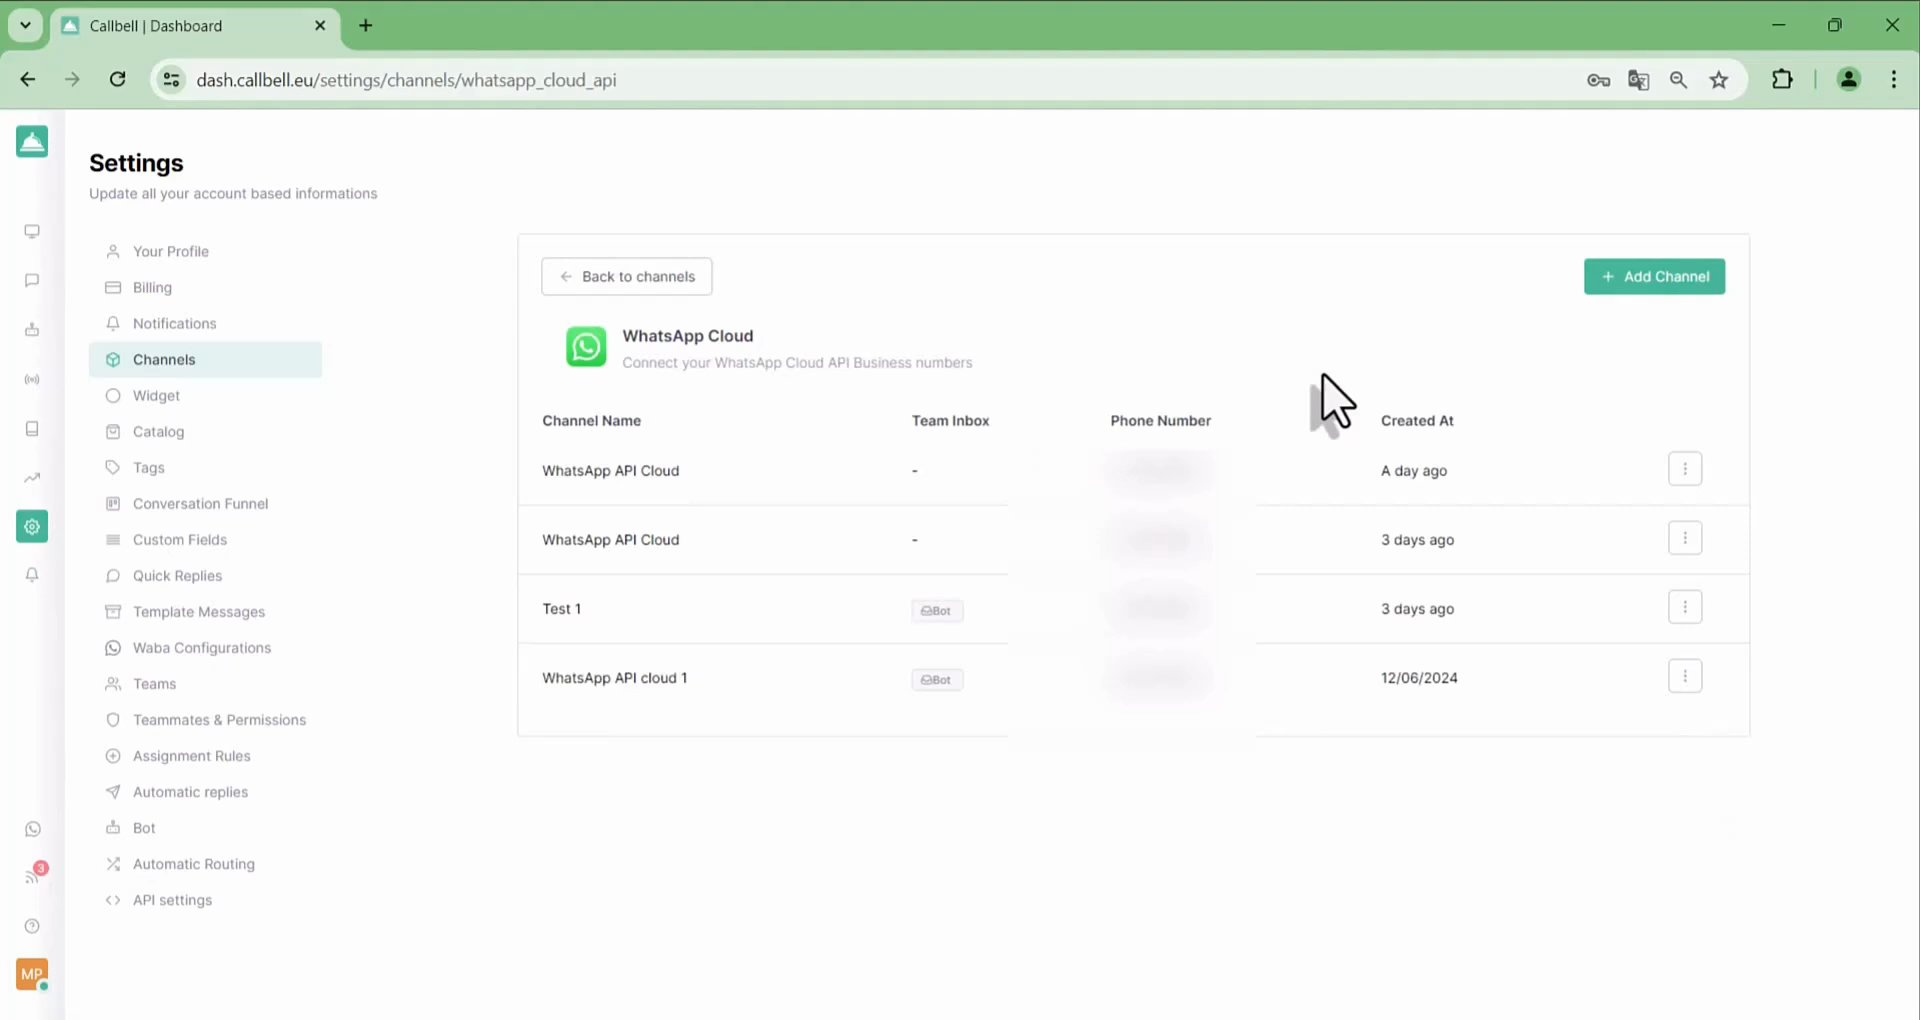 Callbell | Dashboard
dash.callbell.eu/settings/channels/whatsapp_cloud_api
Settings
Update all your account based informations
Your Profile
Billing
Notifications
Channels
Widget
Catalog
Tags
Conversation Funnel
Custom Fields
Quick Replies
Template Messages
Waba Configurations
Teams
Teammates & Permissions
Assignment Rules
Automatic replies
Bot
Automatic Routing
API settings
3
MP
Back to channels
+ Add Channel
WhatsApp Cloud
Connect your WhatsApp Cloud API Business numbers
Channel Name Team Inbox Phone Number Created At
WhatsApp API Cloud - A day ago
WhatsApp API Cloud - 3 days ago
Test 1 Bot 3 days ago
WhatsApp API cloud 1 Bot 12/06/2024